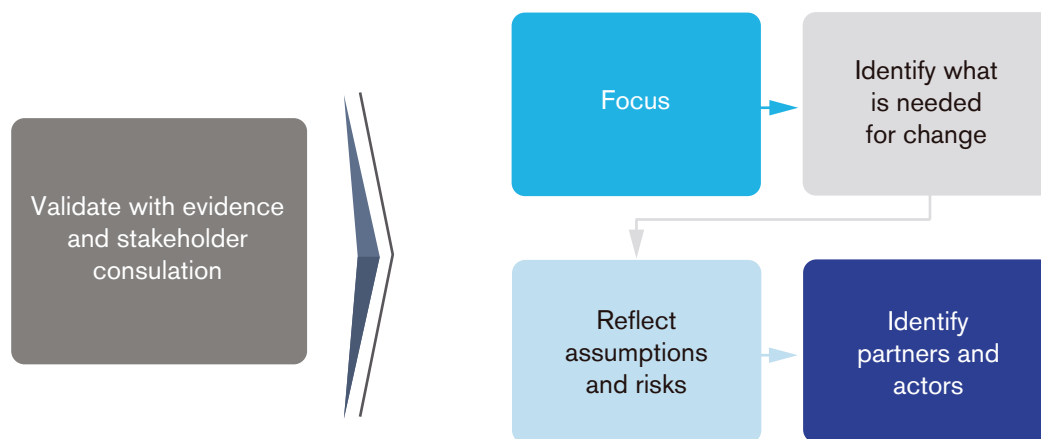 Validate with evidence
and stakeholder
consulation
Focus
Identify what
is needed
for change
Reflect
assumptions
and risks
Identify
partners and
actors